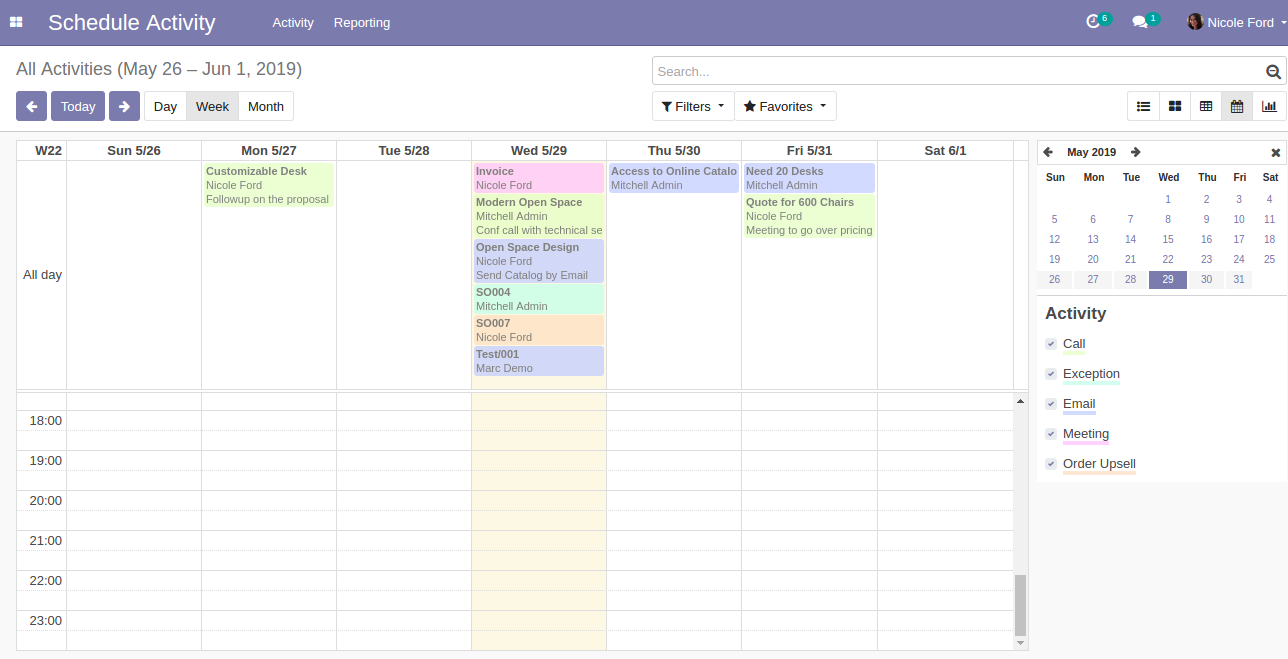 Schedule Activity Activity Reporting 6 1 Nicole Ford
All Activities (May 26 – Jun 1, 2019)
Search...
Today Day Week Month Filters Favorites
W22 Sun 5/26 Mon 5/27 Tue 5/28 Wed 5/29 Thu 5/30 Fri 5/31 Sat 6/1
All day
Customizable Desk
Nicole Ford
Followup on the proposal
Invoice
Nicole Ford
Modern Open Space
Mitchell Admin
Conf call with technical se
Open Space Design
Nicole Ford
Send Catalog by Email
SO004
Mitchell Admin
SO007
Nicole Ford
Test/001
Marc Demo
Access to Online Catalo
Mitchell Admin
Need 20 Desks
Mitchell Admin
Quote for 600 Chairs
Nicole Ford
Meeting to go over pricing
18:00
19:00
20:00
21:00
22:00
23:00
May 2019
Sun Mon Tue Wed Thu Fri Sat
1 2 3 4
5 6 7 8 9 10 11
12 13 14 15 16 17 18
19 20 21 22 23 24 25
26 27 28 29 30 31
Activity
Call
Exception
Email
Meeting
Order Upsell